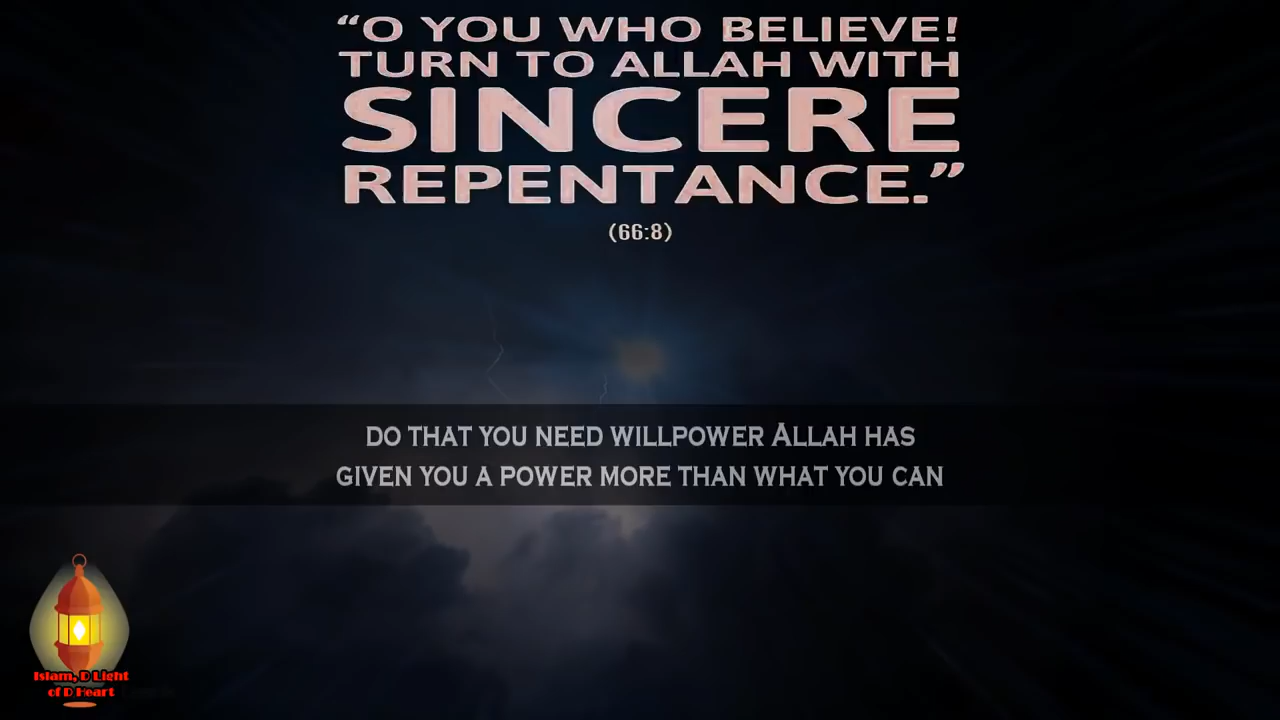 “O YOU WHO BELIEVE!
TURN TO ALLAH WITH
SINCERE
REPENTANCE.”
(66:8)
DO THAT YOU NEED WILLPOWER ALLAH HAS
GIVEN YOU A POWER MORE THAN WHAT YOU CAN
Islam, D Light
of D Heart